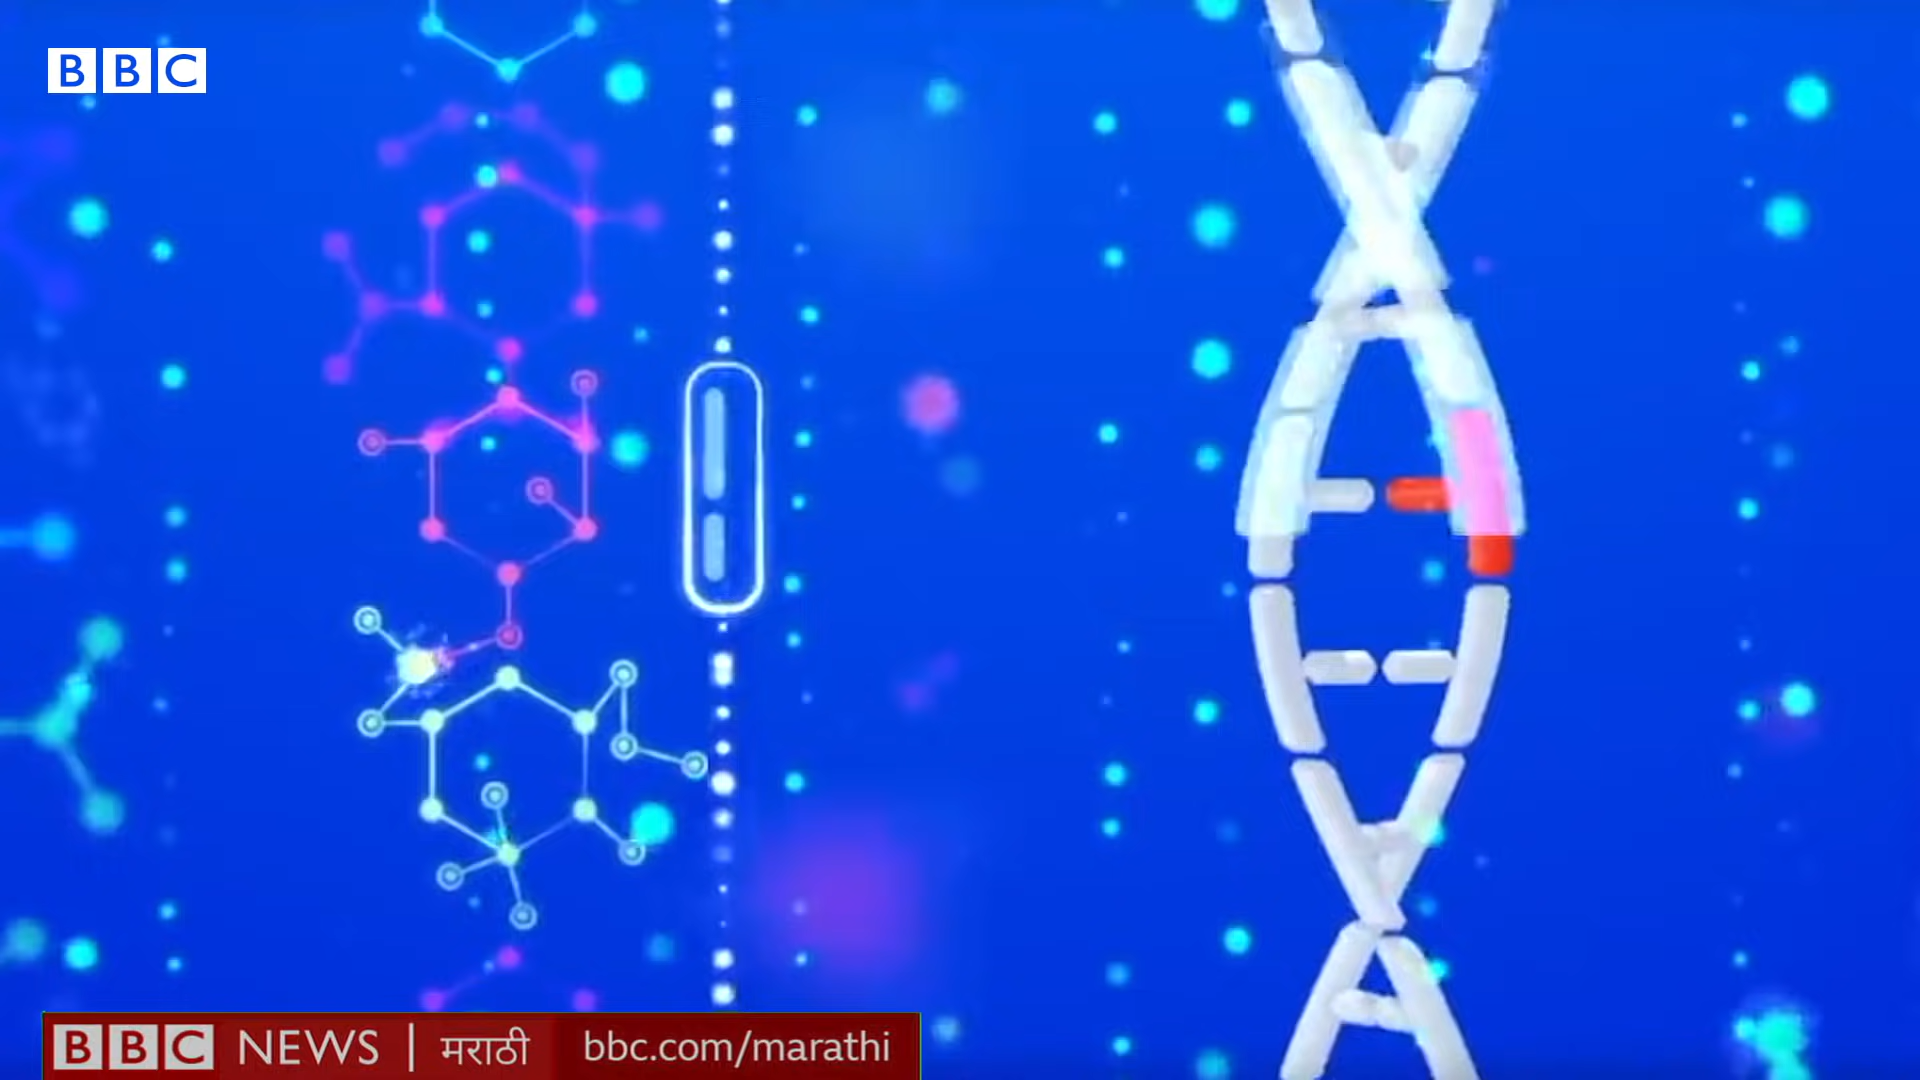 BBC
BBC NEWS | मराठी bbc.com/marathi